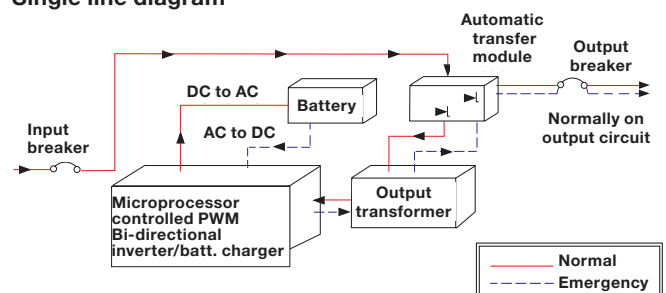 Single line diagram
Automatic
transfer
module
Output
breaker
DC to AC
Battery
AC to DC
Input
breaker
Normally on
output circuit
Microprocessor
controlled PWM
Bi-directional
inverter/batt. charger
Output
transformer
Normal
Emergency